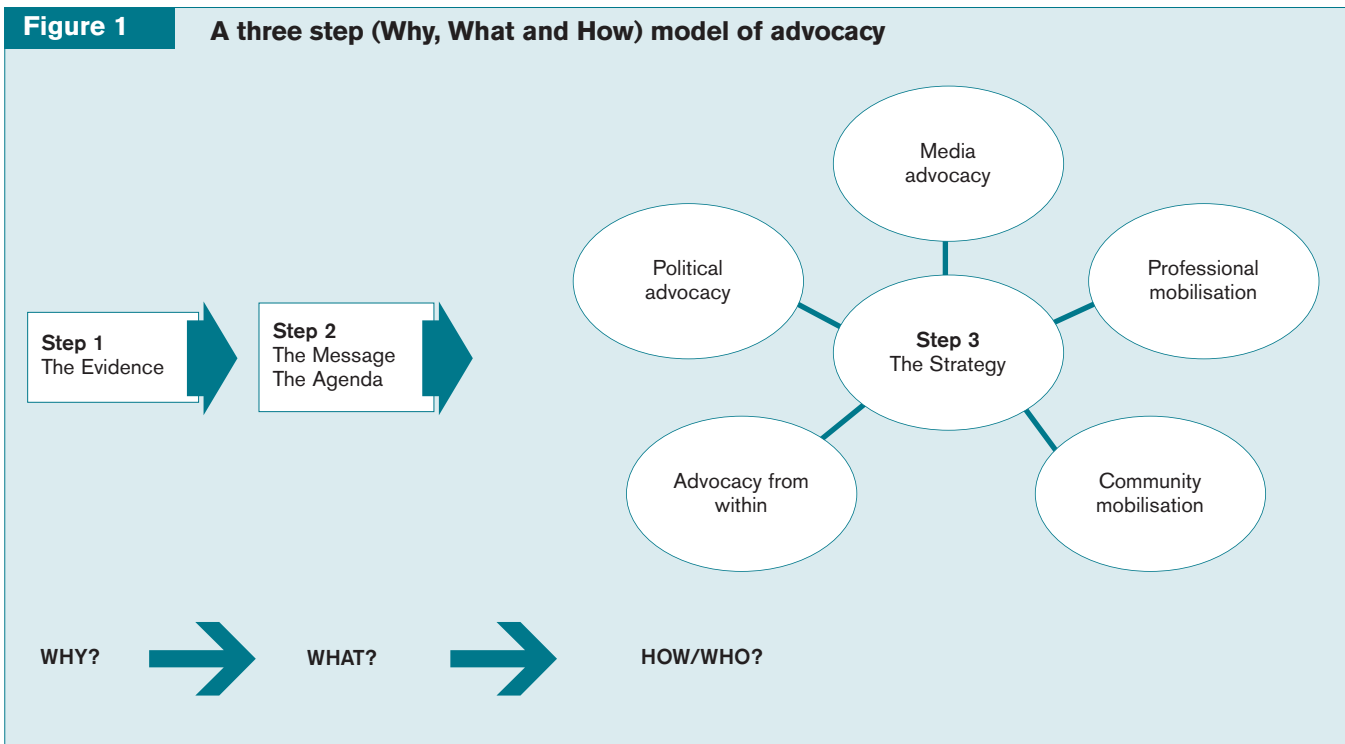 Figure 1
A three step (Why, What and How) model of advocacy
Media
advocacy
Political
advocacy
Professional
mobilisation
Step 1
The Evidence
Step 2
The Message
The Agenda
Step 3
The Strategy
Advocacy from
within
Community
mobilisation
WHY?
WHAT?
HOW/WHO?